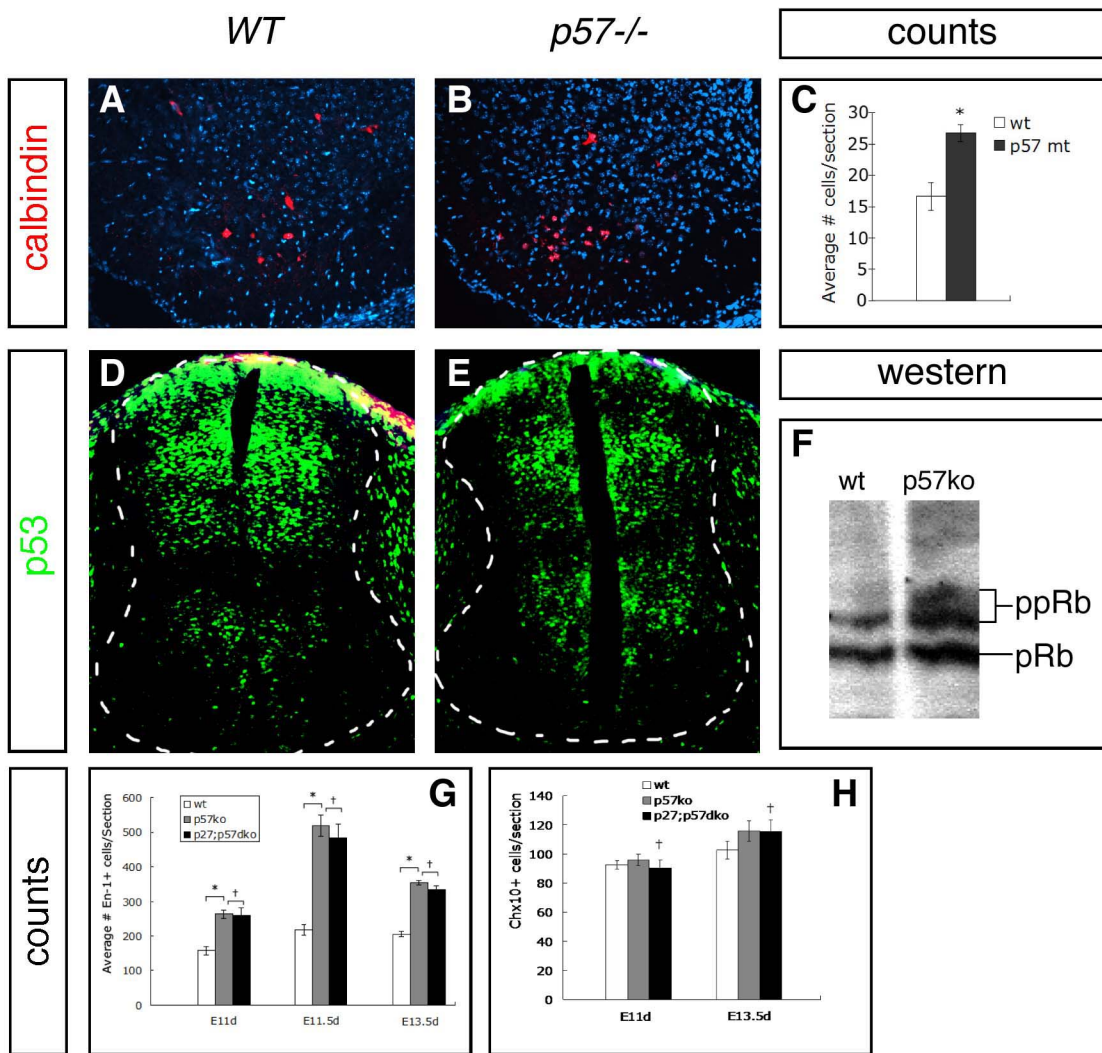 WT
p57-/-
counts
calbindin
A
B
C
*
wt
p57 mt
30
25
20
15
10
5
0
Average # cells/section
p53
D
E
western
F
wt p57ko
ppRb
pRb
counts
G
wt
p57ko
p27;p57dko
600
500
400
300
200
100
0
Average # En-1+ cells/Section
* †
* †
* †
E11d E11.5d E13.5d
H
wt
p57ko
p27;p57dko
140
120
100
80
60
40
20
0
Chx10+ cells/section
† †
E11d E13.5d